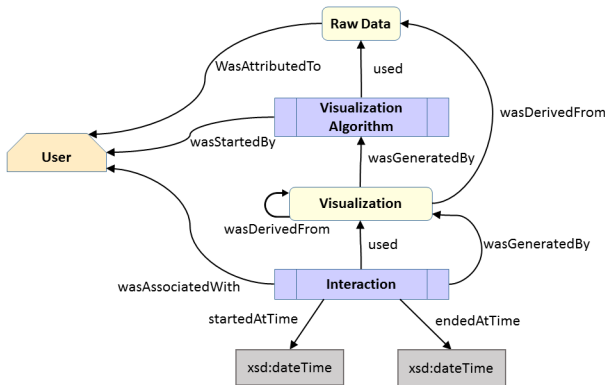 Raw Data
WasAttributedTo
used
Visualization
Algorithm
wasDerivedFrom
wasStartedBy
User
wasGeneratedBy
Visualization
wasDerivedFrom
used
wasGeneratedBy
Interaction
wasAssociatedWith
startedAtTime
endedAtTime
xsd:dateTime
xsd:dateTime